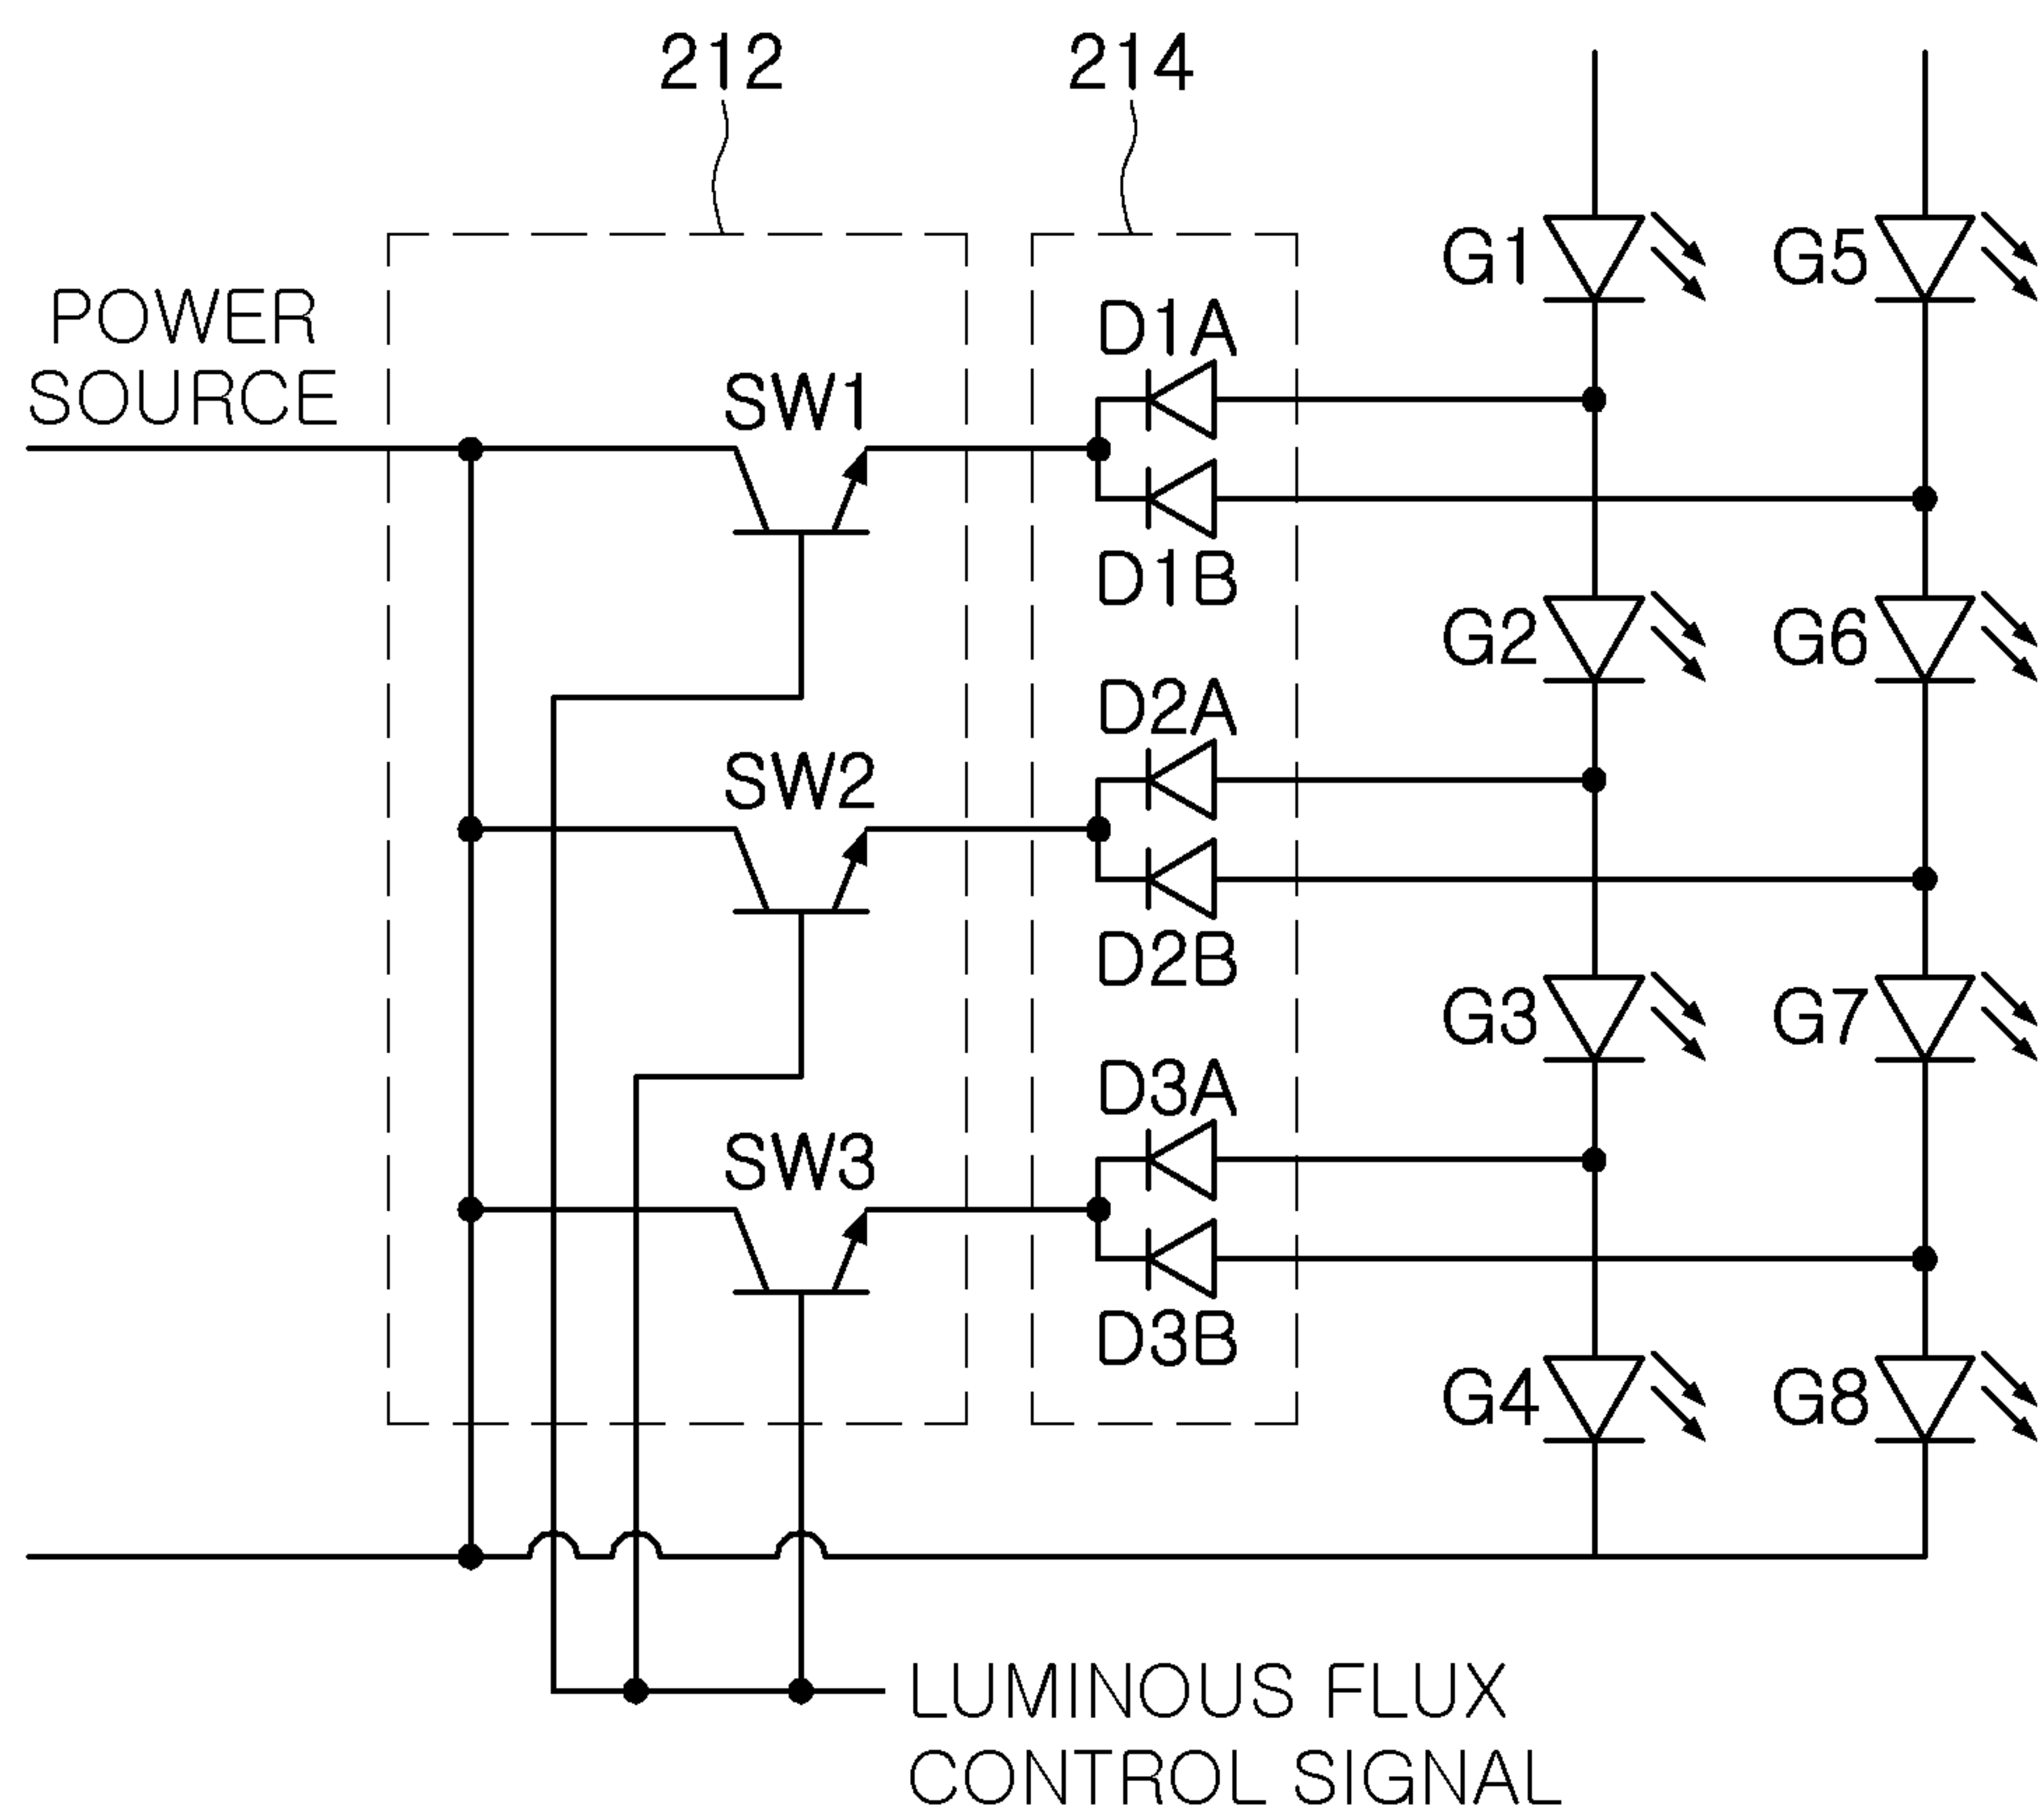 212
214
G1
G5
POWER
SOURCE
D1A
SW1
D1B
G2
G6
D2A
SW2
D2B
G3
G7
D3A
SW3
D3B
G4
G8
LUMINOUS FLUX
CONTROL SIGNAL